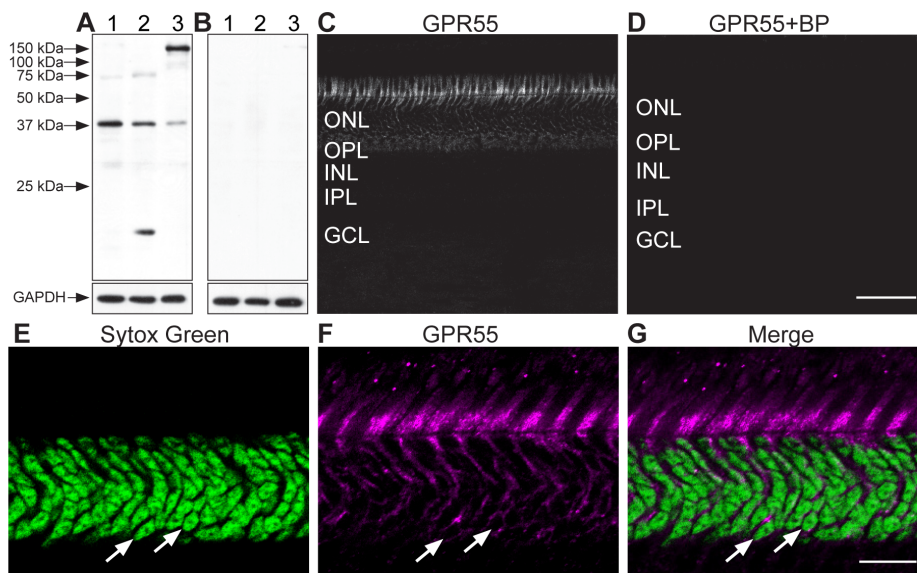 A 1 2 3 B 1 2 3 C GPR55 D GPR55+BP
150 kDa
100 kDa
75 kDa
50 kDa
37 kDa
25 kDa
GAPDH
ONL
OPL
INL
IPL
GCL
ONL
OPL
INL
IPL
GCL
E Sytox Green F GPR55 G Merge